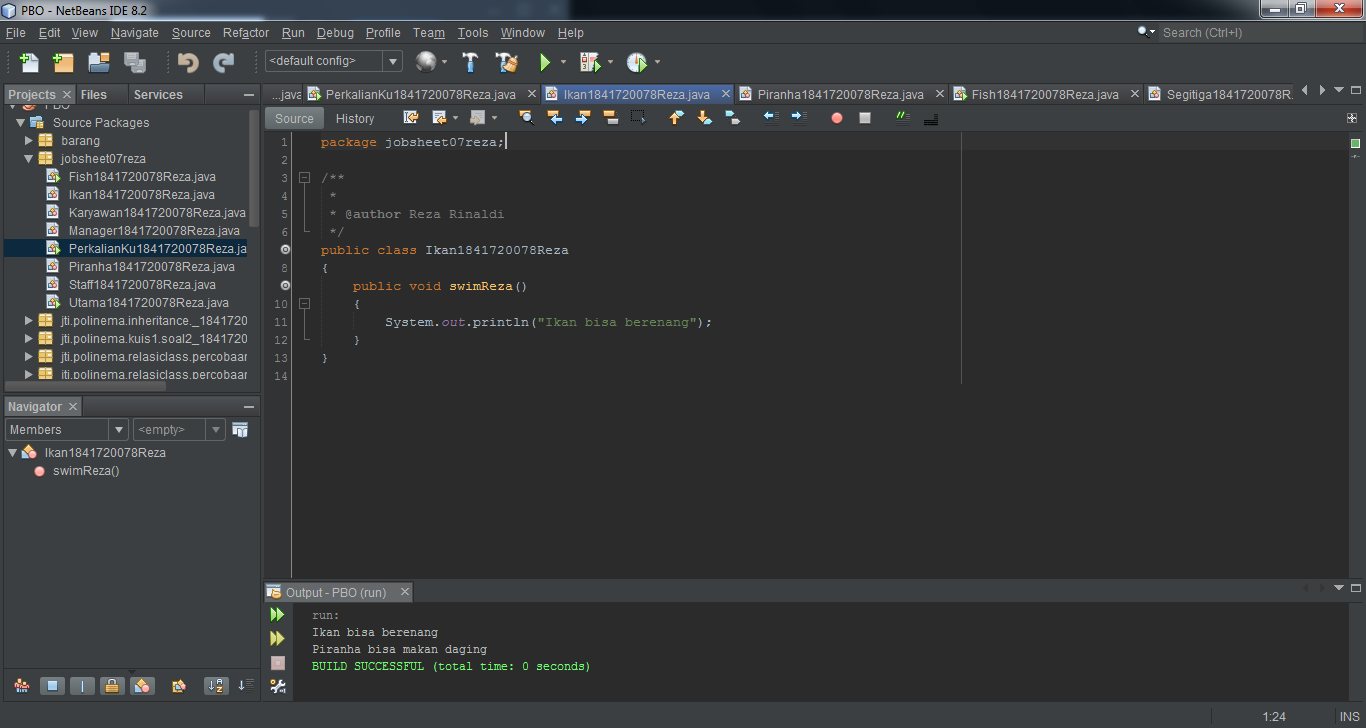 PBO - NetBeans IDE 8.2
File Edit View Navigate Source Refactor Run Debug Profile Team Tools Window Help
Search (Ctrl+I)
<default config>
Projects Files Services
...java PerkalianKu1841720078Reza.java Ikan1841720078Reza.java Piranha1841720078Reza.java Fish1841720078Reza.java Segitiga1841720078R.
PBO
Source Packages
barang
jobsheet07reza
Fish1841720078Reza.java
Ikan1841720078Reza.java
Karyawan1841720078Reza.java
Manager1841720078Reza.java
PerkalianKu1841720078Reza.ja
Piranha1841720078Reza.java
Staff1841720078Reza.java
Utama1841720078Reza.java
jti.polinema.inheritance._184172
jti.polinema.kuis1.soal2_184172
jti.polinema.relasiclass.percobaar
jti.polinema.relasiclass.percobaar
Navigator
Members <empty>
Ikan1841720078Reza
swimReza()
Source History
1 package jobsheet07reza;
2
3 /**
4 *
5 * @author Reza Rinaldi
6 */
public class Ikan1841720078Reza
8 {
public void swimReza()
10 {
11 System.out.println("Ikan bisa berenang");
12 }
13 }
14
Output - PBO (run)
run:
Ikan bisa berenang
Piranha bisa makan daging
BUILD SUCCESSFUL (total time: 0 seconds)
1:24 INS